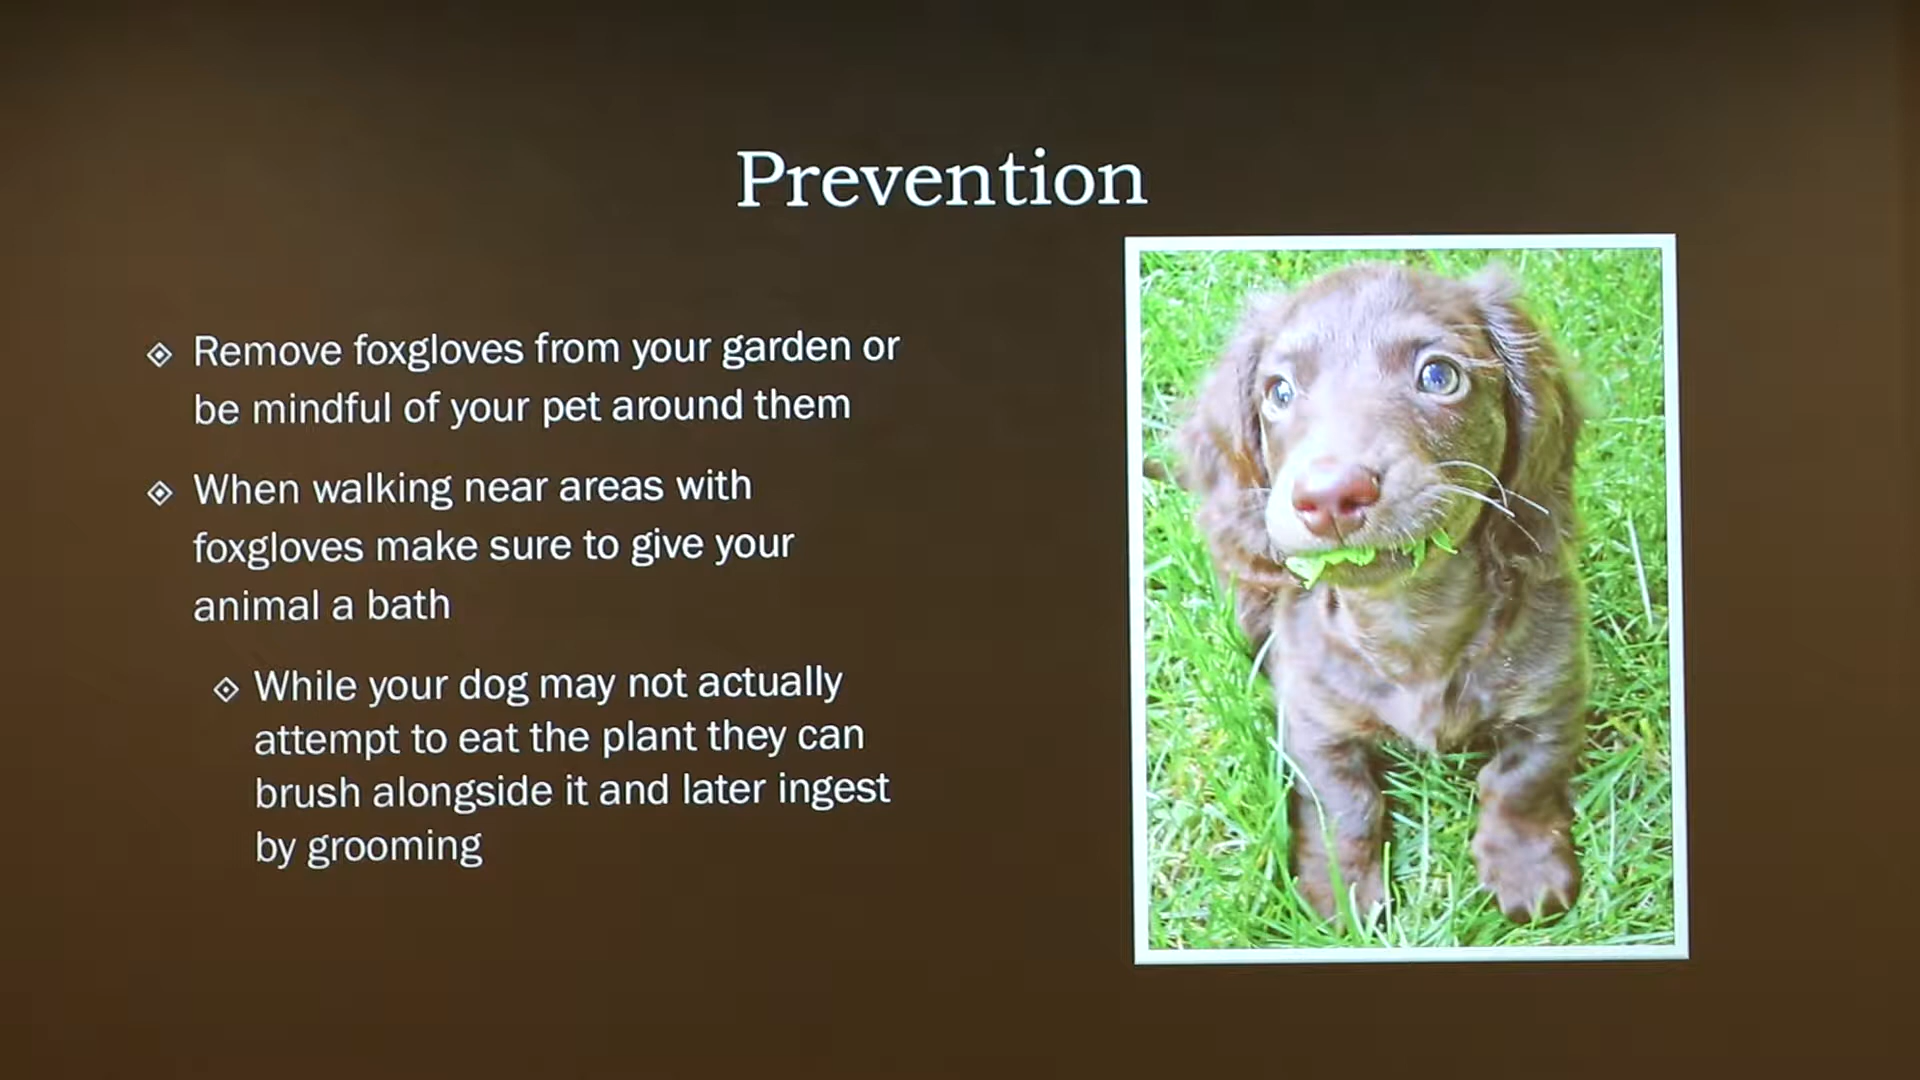 Prevention
Remove foxgloves from your garden or
be mindful of your pet around them
When walking near areas with
foxgloves make sure to give your
animal a bath
While your dog may not actually
attempt to eat the plant they can
brush alongside it and later ingest
by grooming